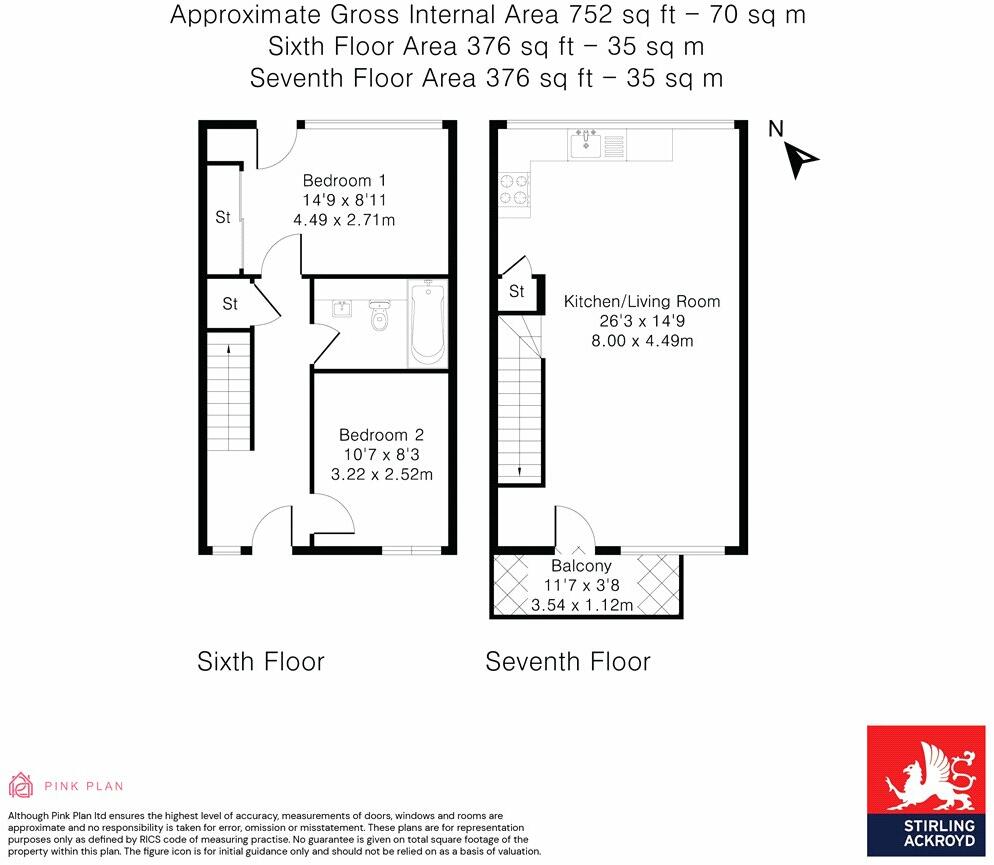 Approximate Gross Internal Area 752 sq ft – 70 sq m
Sixth Floor Area 376 sq ft – 35 sq m
Seventh Floor Area 376 sq ft – 35 sq m
N
Bedroom 1
14'9 x 8'11
4.49 x 2.71m
St
St
Bedroom 2
10'7 x 8'3
3.22 x 2.52m
St
Kitchen/Living Room
26'3 x 14'9
8.00 x 4.49m
Balcony
11'7 x 3'8
3.54 x 1.12m
Sixth Floor
Seventh Floor
PINK PLAN
Although Pink Plan ltd ensures the highest level of accuracy, measurements of doors, windows and rooms are
approximate and no responsibility is taken for error, omission or misstatement. These plans are for representation
purposes only as defined by RICS code of measuring practise. No guarantee is given on total square footage of the
property within this plan. The figure icon is for initial guidance only and should not be relied on as a basis of valuation.
STIRLING
ACKROYD